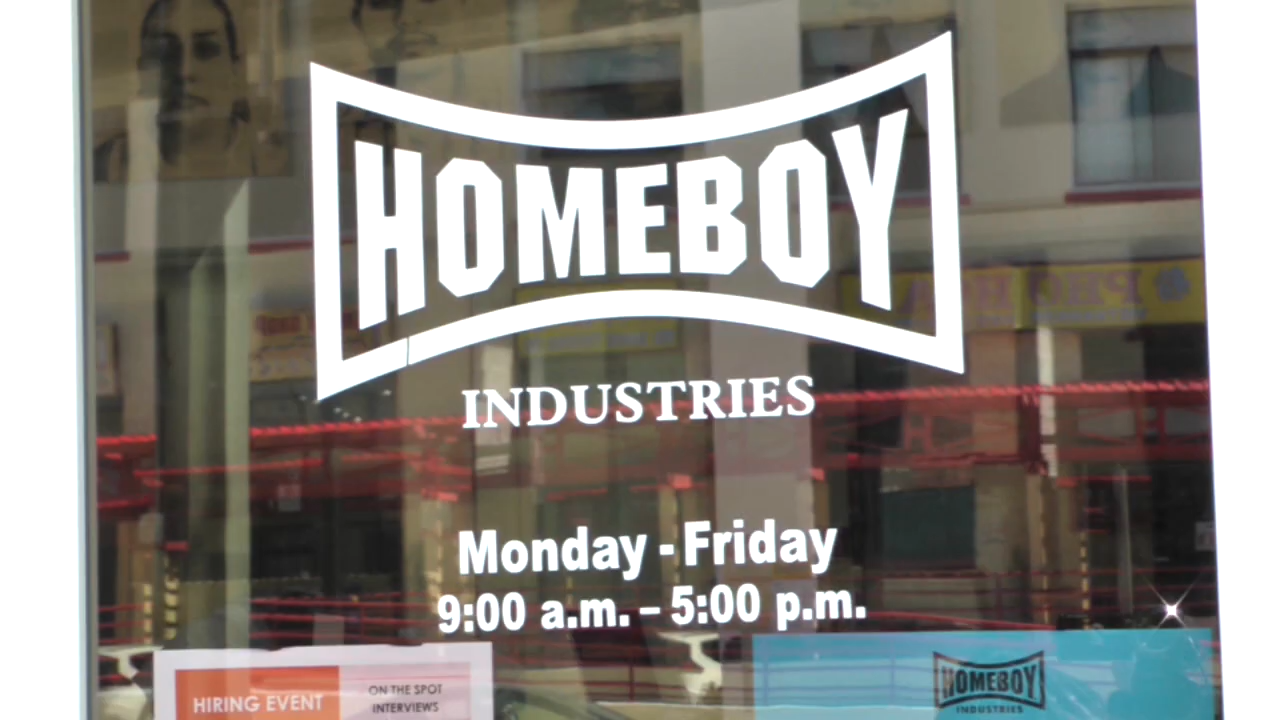 HOMEBOY
INDUSTRIES
Monday - Friday
9:00 a.m. – 5:00 p.m.
HIRING EVENT
ON THE SPOT
INTERVIEWS
HOMEBOY
INDUSTRIES